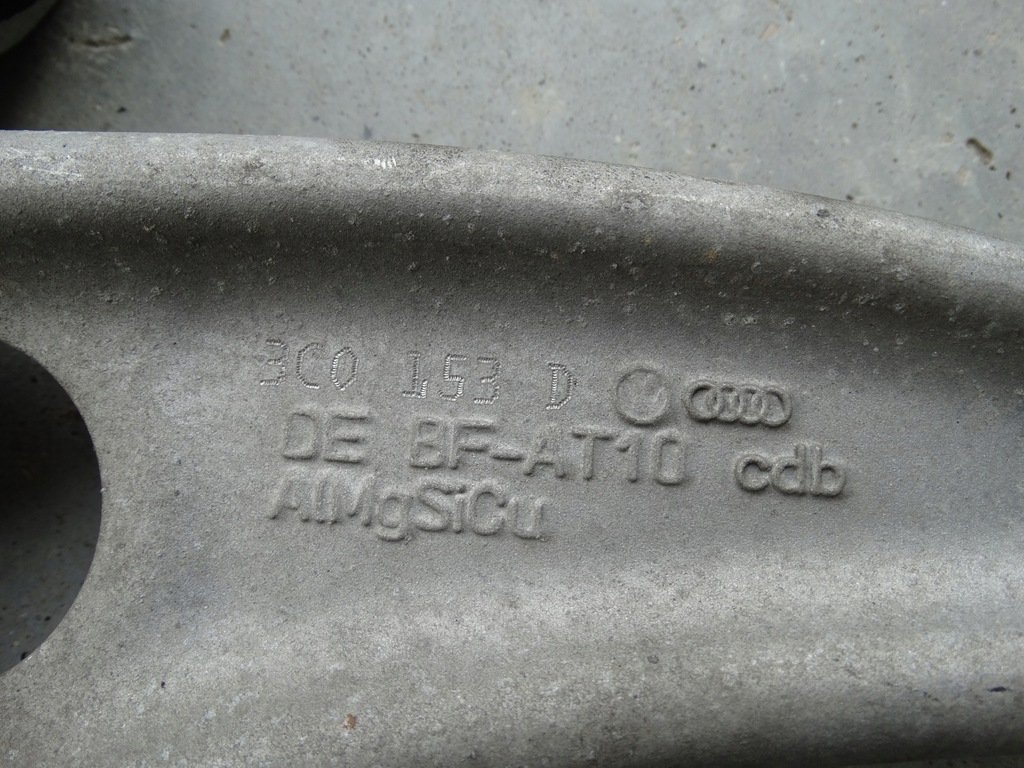 3C0 153 D
DE BF-AT10 cdb
AlMgSiCu